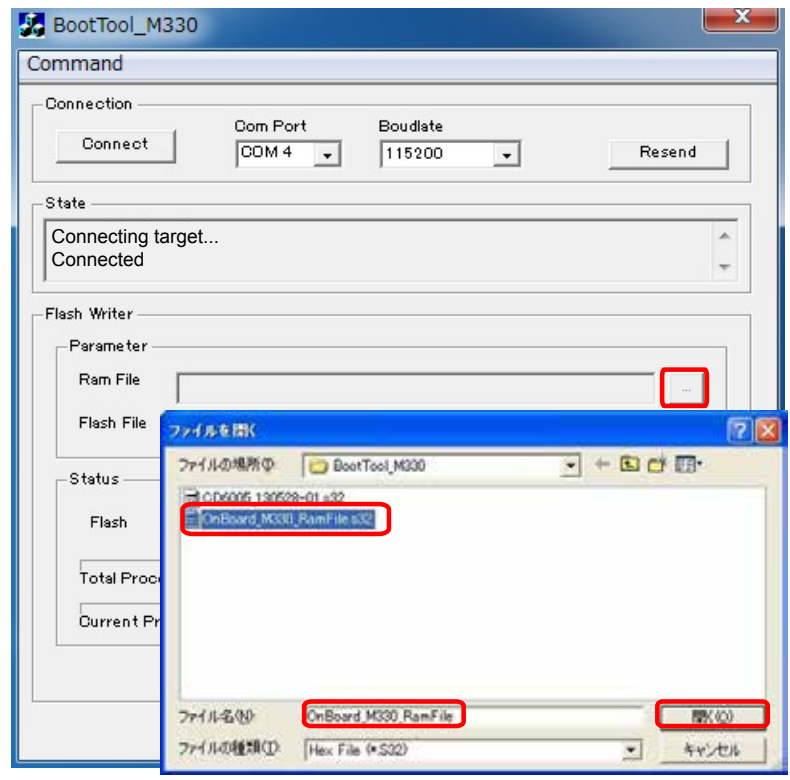 BootTool_M330
Command
Connection
Connect
Com Port
COM 4
Boudlate
115200
Resend
State
Connecting target...
Connected
Flash Writer
Parameter
Ram File
...
Flash File
ファイルを開く
ファイルの場所(I):
BootTool_M330
CD6005_130528-01.s32
OnBoard_M330_RamFile.s32
Status
Flash
Total Proc
Current Pr
ファイル名(N):
OnBoard_M330_RamFile
開く(O)
ファイルの種類(T):
Hex File (*.S32)
キャンセル